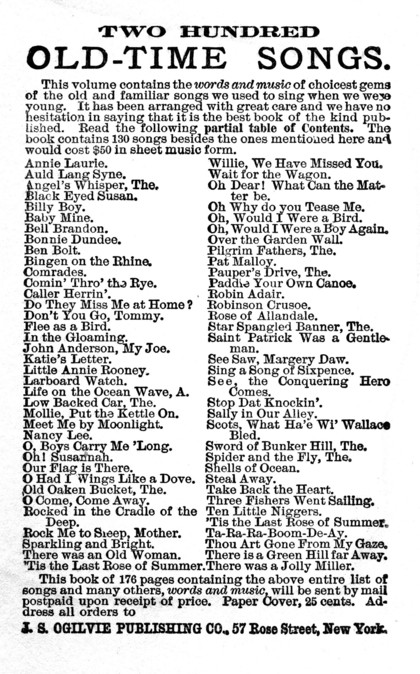 TWO HUNDRED
OLD-TIME SONGS.
This volume contains the words and music of choicest gems
of the old and familiar songs we used to sing when we were
young. It has been arranged with great care and we have no
hesitation in saying that it is the best book of the kind pub-
lished. Read the following partial table of Contents. The
book contains 130 songs besides the ones mentioned here and
would cost $50 in sheet music form.
Annie Laurie.
Auld Lang Syne.
Angel's Whisper, The.
Black Eyed Susan.
Billy Boy.
Baby Mine.
Bell Brandon.
Bonnie Dundee.
Ben Bolt.
Bingen on the Rhine.
Comrades.
Comin' Thro' the Rye.
Caller Herrin'.
Do They Miss Me at Home?
Don't You Go, Tommy.
Flee as a Bird.
In the Gloaming.
John Anderson, My Joe.
Katie's Letter.
Little Annie Rooney.
Larboard Watch.
Life on the Ocean Wave, A.
Low Backed Car, The.
Mollie, Put the Kettle On.
Meet Me by Moonlight.
Nancy Lee.
O, Boys Carry Me 'Long.
Oh! Susannah.
Our Flag is There.
O Had I Wings Like a Dove.
Old Oaken Bucket, The.
O Come, Come Away.
Rocked in the Cradle of the
Deep.
Rock Me to Sleep, Mother.
Sparkling and Bright.
There was an Old Woman.
'Tis the Last Rose of Summer.
Willie, We Have Missed You.
Wait for the Wagon.
Oh Dear! What Can the Mat-
ter be.
Oh Why do you Tease Me.
Oh, Would I Were a Bird.
Oh, Would I Were a Boy Again.
Over the Garden Wall.
Pilgrim Fathers, The.
Pat Malloy.
Pauper's Drive, The.
Paddle Your Own Canoe.
Robin Adair.
Robinson Crusoe.
Rose of Allandale.
Star Spangled Banner, The.
Saint Patrick Was a Gentle-
man.
See Saw, Margery Daw.
Sing a Song of Sixpence.
See, the Conquering Hero
Comes.
Stop Dat Knockin'.
Sally in Our Alley.
Scots, What Ha'e Wi' Wallace
Bled.
Sword of Bunker Hill, The.
Spider and the Fly, The.
Shells of Ocean.
Steal Away.
Take Back the Heart.
Three Fishers Went Sailing.
Ten Little Niggers.
'Tis the Last Rose of Summer.
Ta-Ra-Ra-Boom-De-Ay.
Thou Art Gone From My Gaze.
There is a Green Hill far Away.
There was a Jolly Miller.
This book of 176 pages containing the above entire list of
songs and many others, words and music, will be sent by mail
postpaid upon receipt of price. Paper Cover, 25 cents. Ad-
dress all orders to
J. S. OGILVIE PUBLISHING CO., 57 Rose Street, New York.